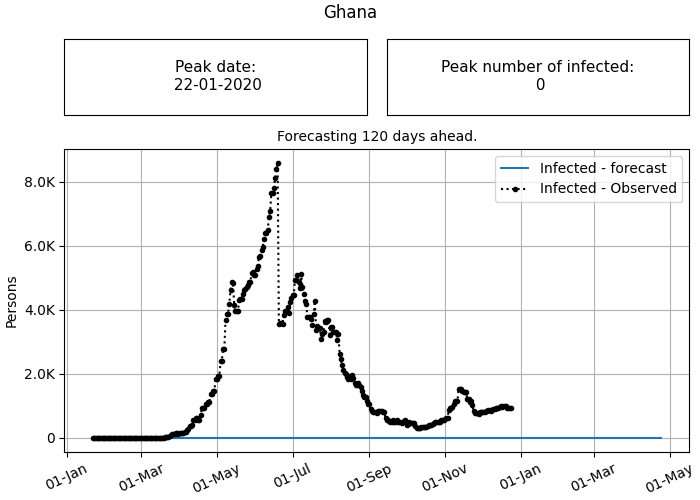 Ghana
Peak date:
22-01-2020
Peak number of infected:
0
Forecasting 120 days ahead.
Infected - forecast
Infected - Observed
Persons
8.0K
6.0K
4.0K
2.0K
0
01-Jan
01-Mar
01-May
01-Jul
01-Sep
01-Nov
01-Jan
01-Mar
01-May